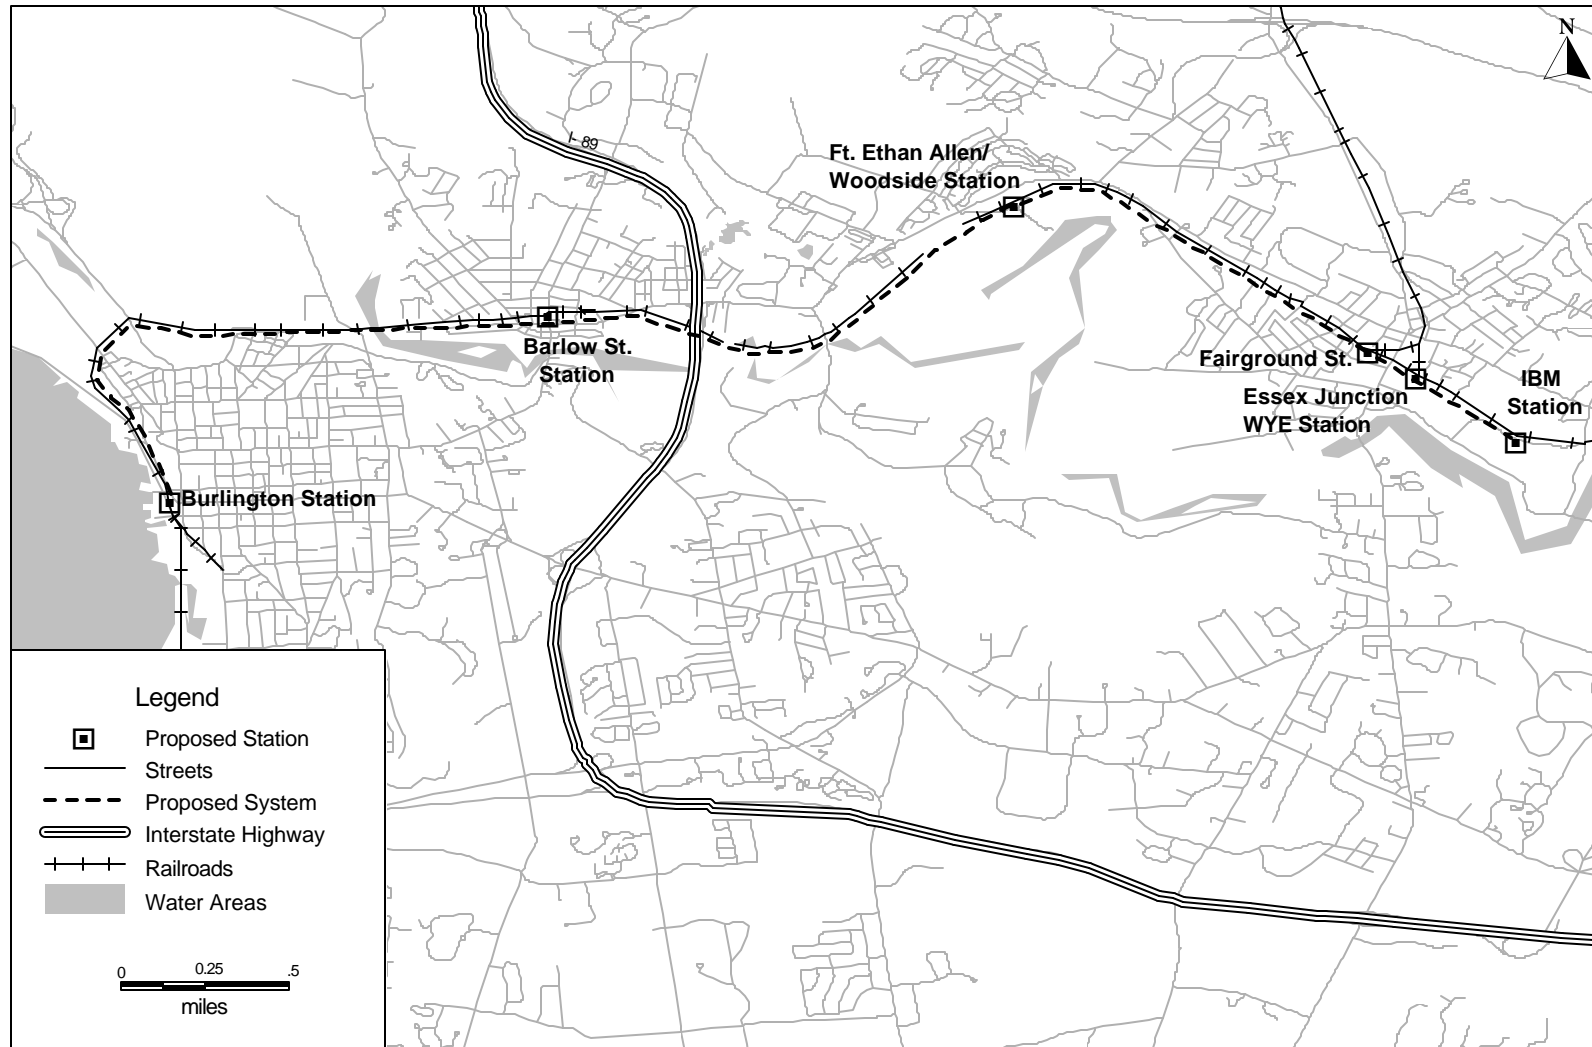 N
I- 89
Ft. Ethan Allen/
Woodside Station
Barlow St.
Station
Fairground St.
Essex Junction
WYE Station
IBM
Station
Burlington Station
Legend
Proposed Station
Streets
Proposed System
Interstate Highway
Railroads
Water Areas
0 0.25 .5
miles